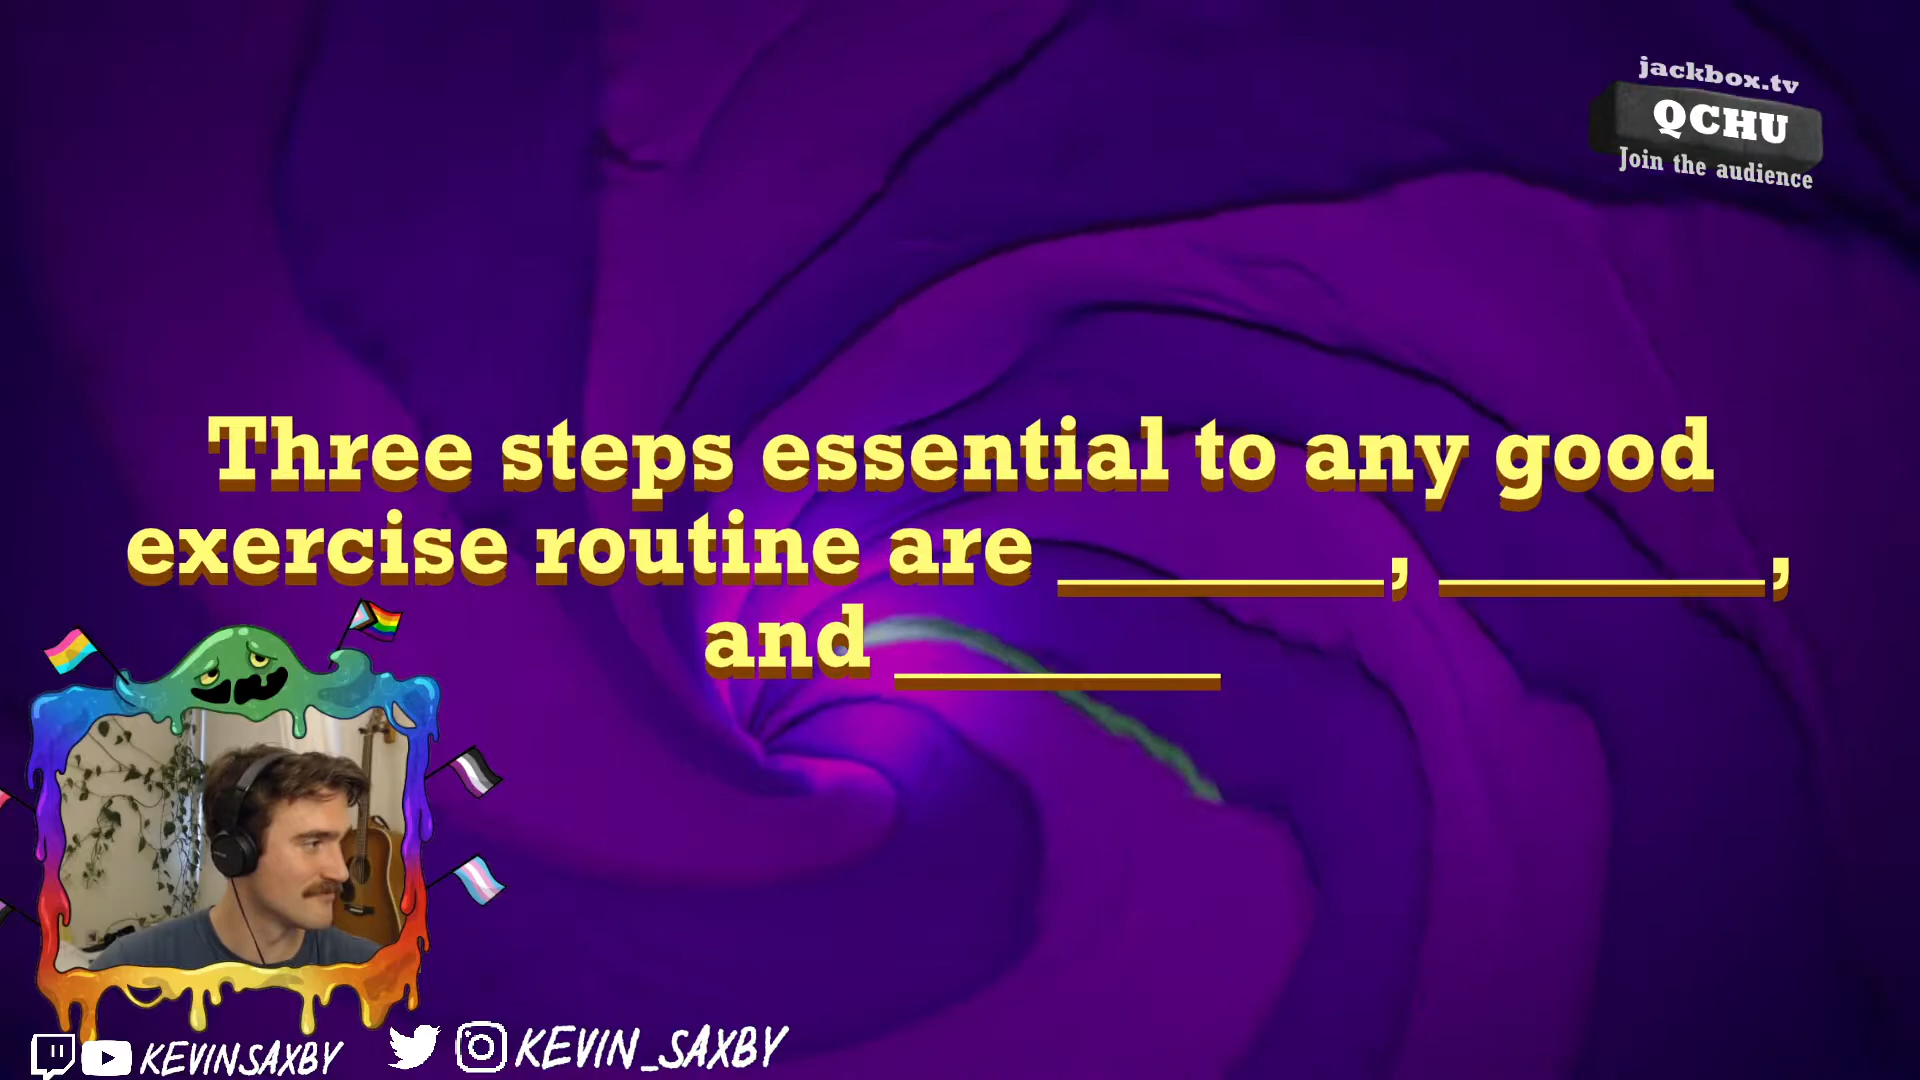 jackbox.tv
QCHU
Join the audience
Three steps essential to any good
exercise routine are ________, ________,
and ________
KEVINSAXBY
KEVIN_SAXBY